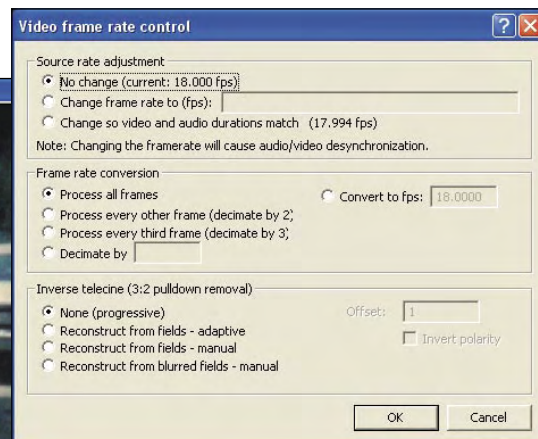 Video frame rate control
Source rate adjustment
No change (current: 18.000 fps)
Change frame rate to (fps):
Change so video and audio durations match (17.994 fps)
Note: Changing the framerate will cause audio/video desynchronization.
Frame rate conversion
Process all frames
Convert to fps: 18.0000
Process every other frame (decimate by 2)
Process every third frame (decimate by 3)
Decimate by
Inverse telecine (3:2 pulldown removal)
None (progressive)
Offset: 1
Reconstruct from fields - adaptive
Invert polarity
Reconstruct from fields - manual
Reconstruct from blurred fields - manual
OK Cancel